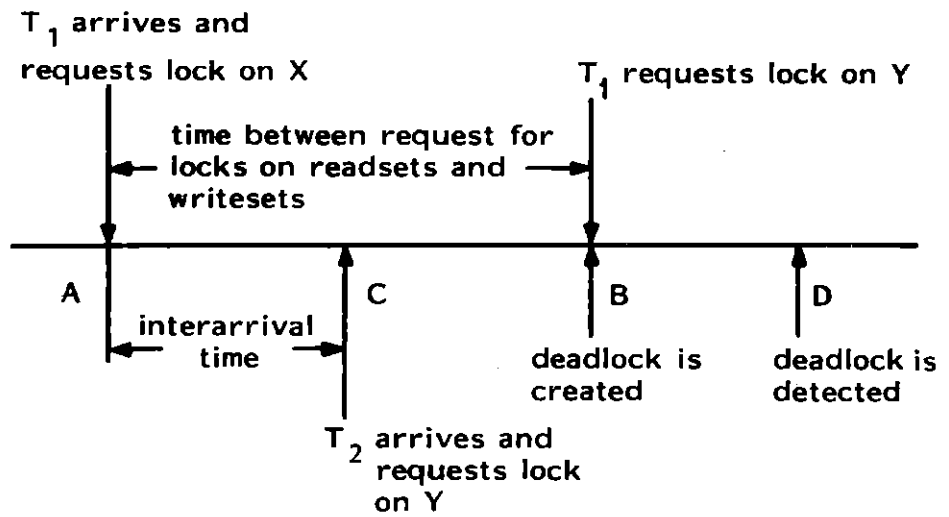 T₁ arrives and
requests lock on X
T₁ requests lock on Y
time between request for
locks on readsets and
writesets
A
C
B
D
interarrival
time
deadlock is
created
deadlock is
detected
T₂ arrives and
requests lock
on Y